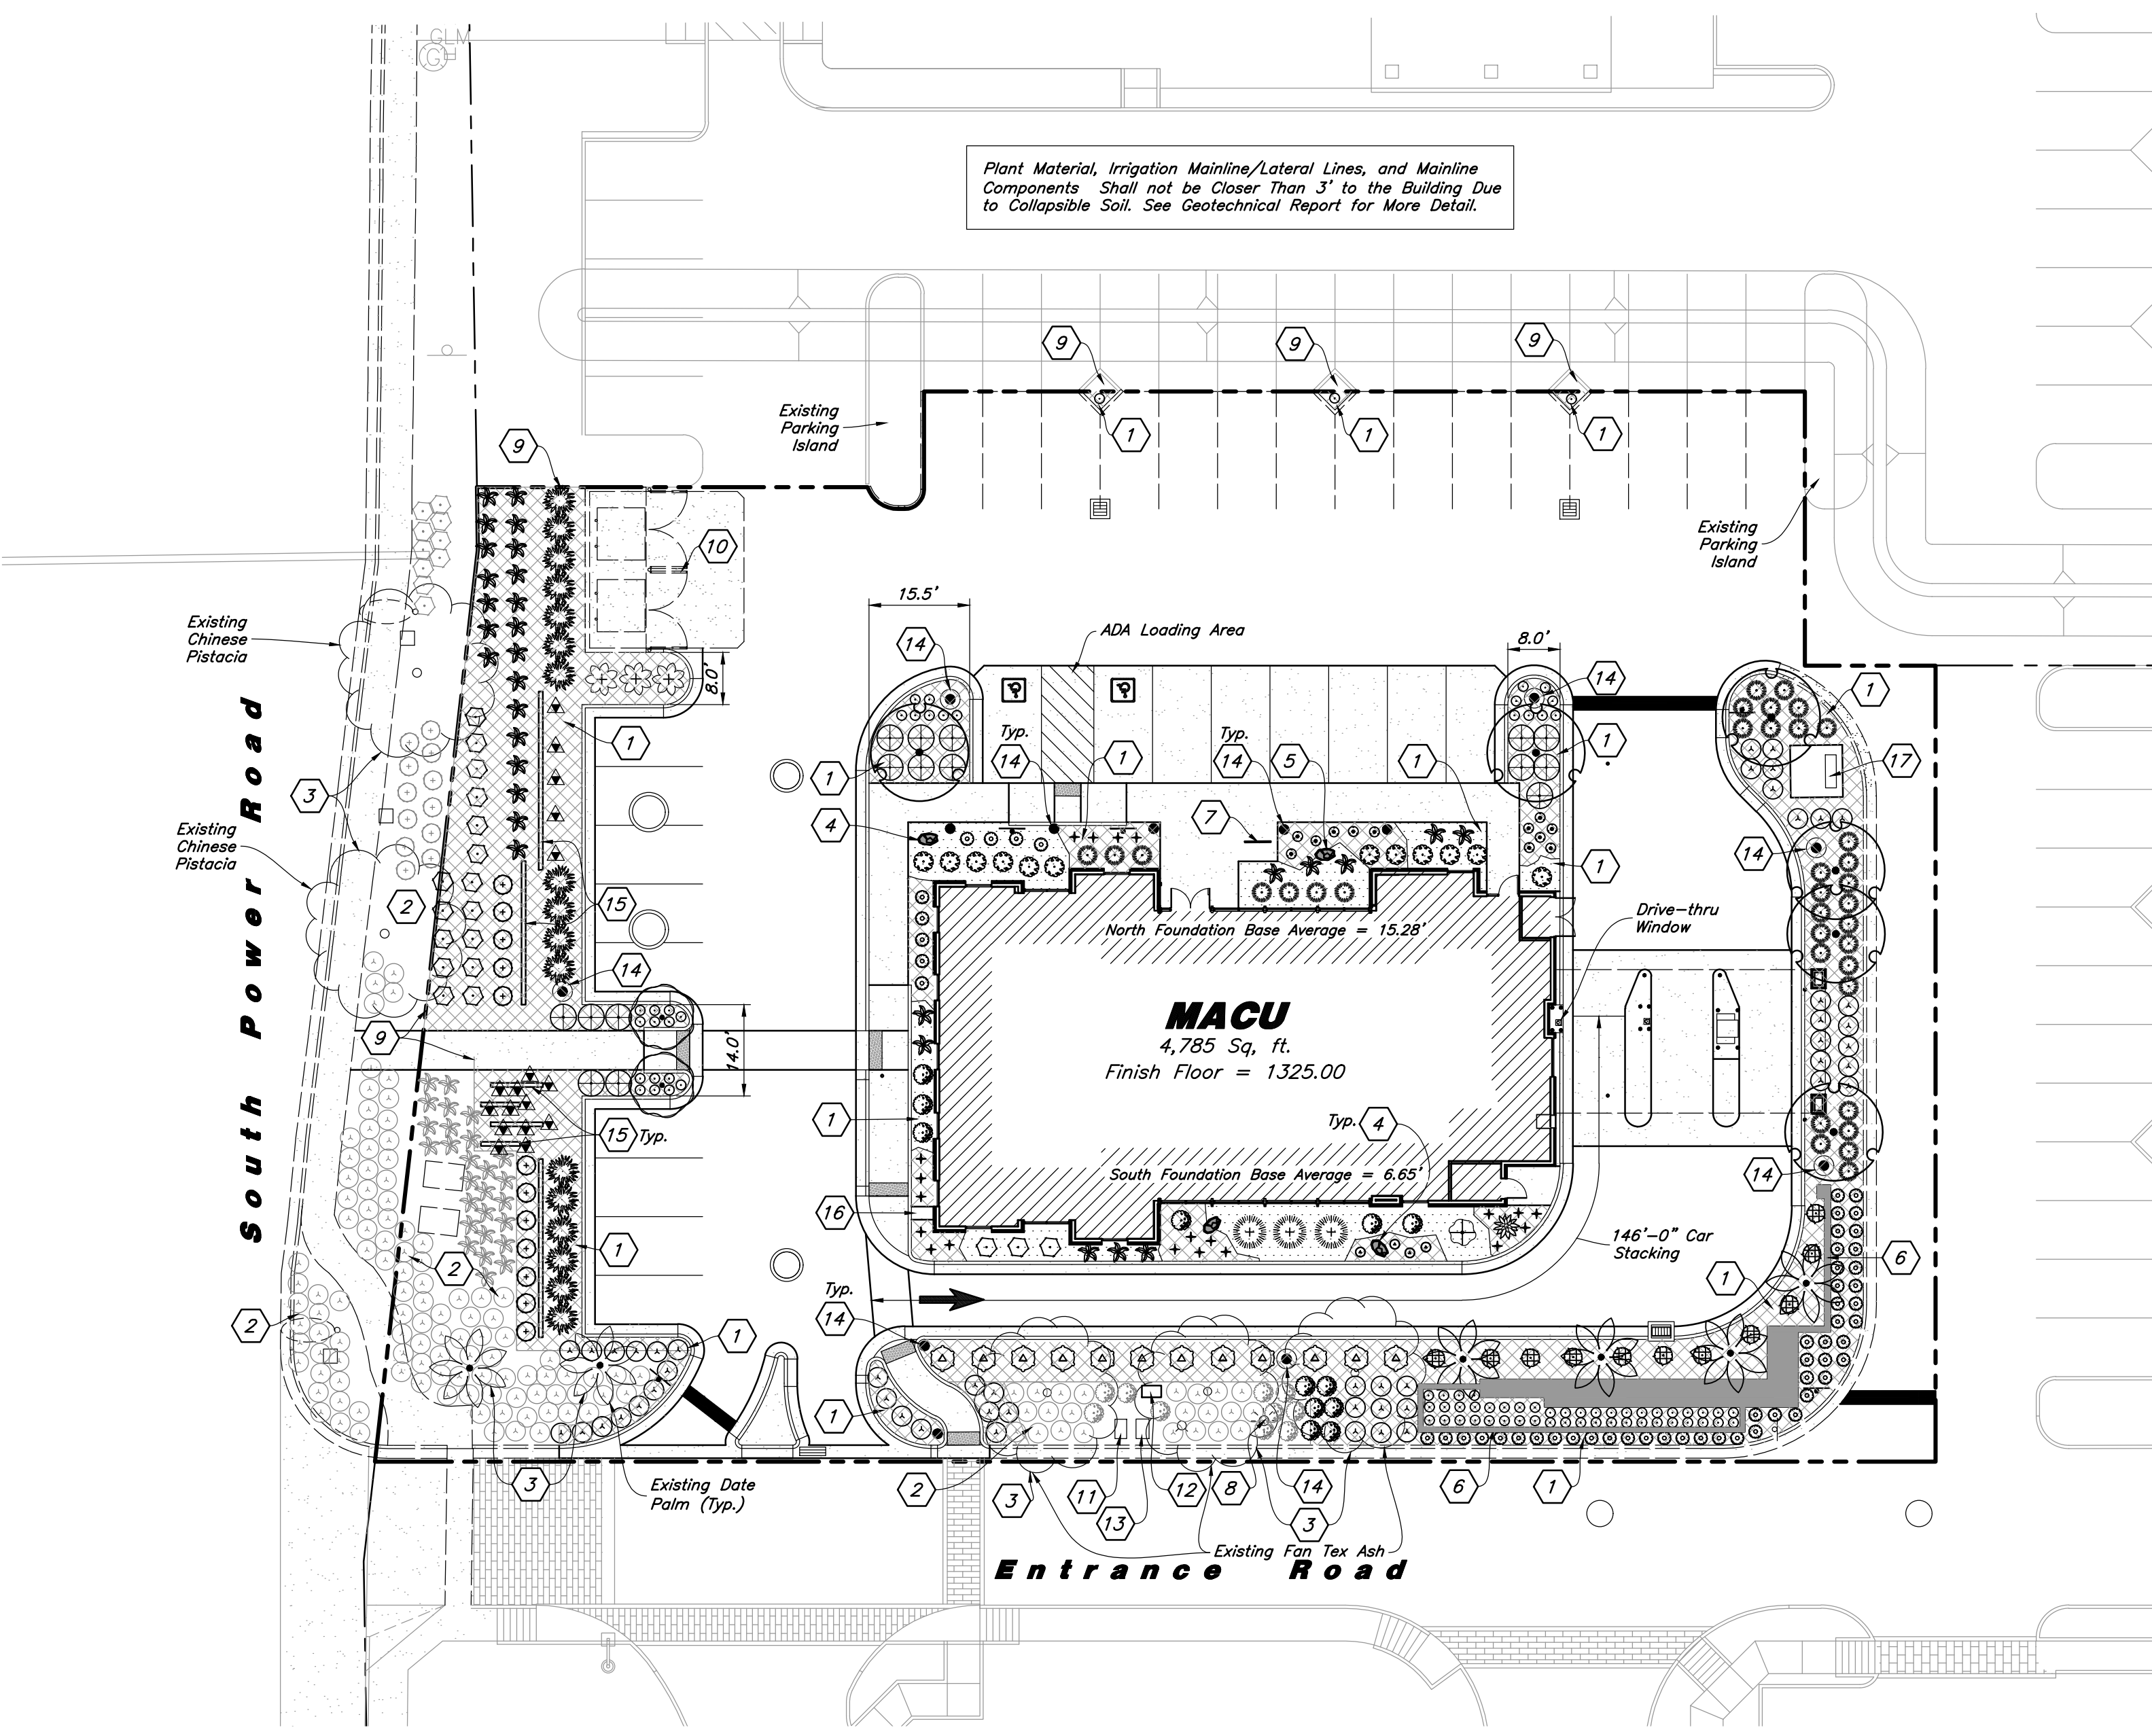 GLM
G
Plant Material, Irrigation Mainline/Lateral Lines, and Mainline
Components Shall not be Closer Than 3' to the Building Due
to Collapsible Soil. See Geotechnical Report for More Detail.
9
9
9
Existing
Parking
Island
1
1
1
9
Existing
Parking
Island
10
15.5'
Existing
Chinese
Pistacia
ADA Loading Area
8.0'
14
14
8.0'
1
1
1
Typ.
Typ.
14
1
14
5
1
1
17
3
7
4
Existing
Chinese
Pistacia
14
1
2
15
Drive-thru
Window
North Foundation Base Average = 15.28'
14
South Power Road
MACU
4,785 Sq, ft.
Finish Floor = 1325.00
9
14.0'
1
Typ.
4
15
Typ.
South Foundation Base Average = 6.65'
14
16
146'-0" Car
Stacking
1
6
2
1
Typ.
14
2
1
1
3
Existing Date
Palm (Typ.)
2
3
11
13
12
8
14
3
6
1
Existing Fan Tex Ash
Entrance Road